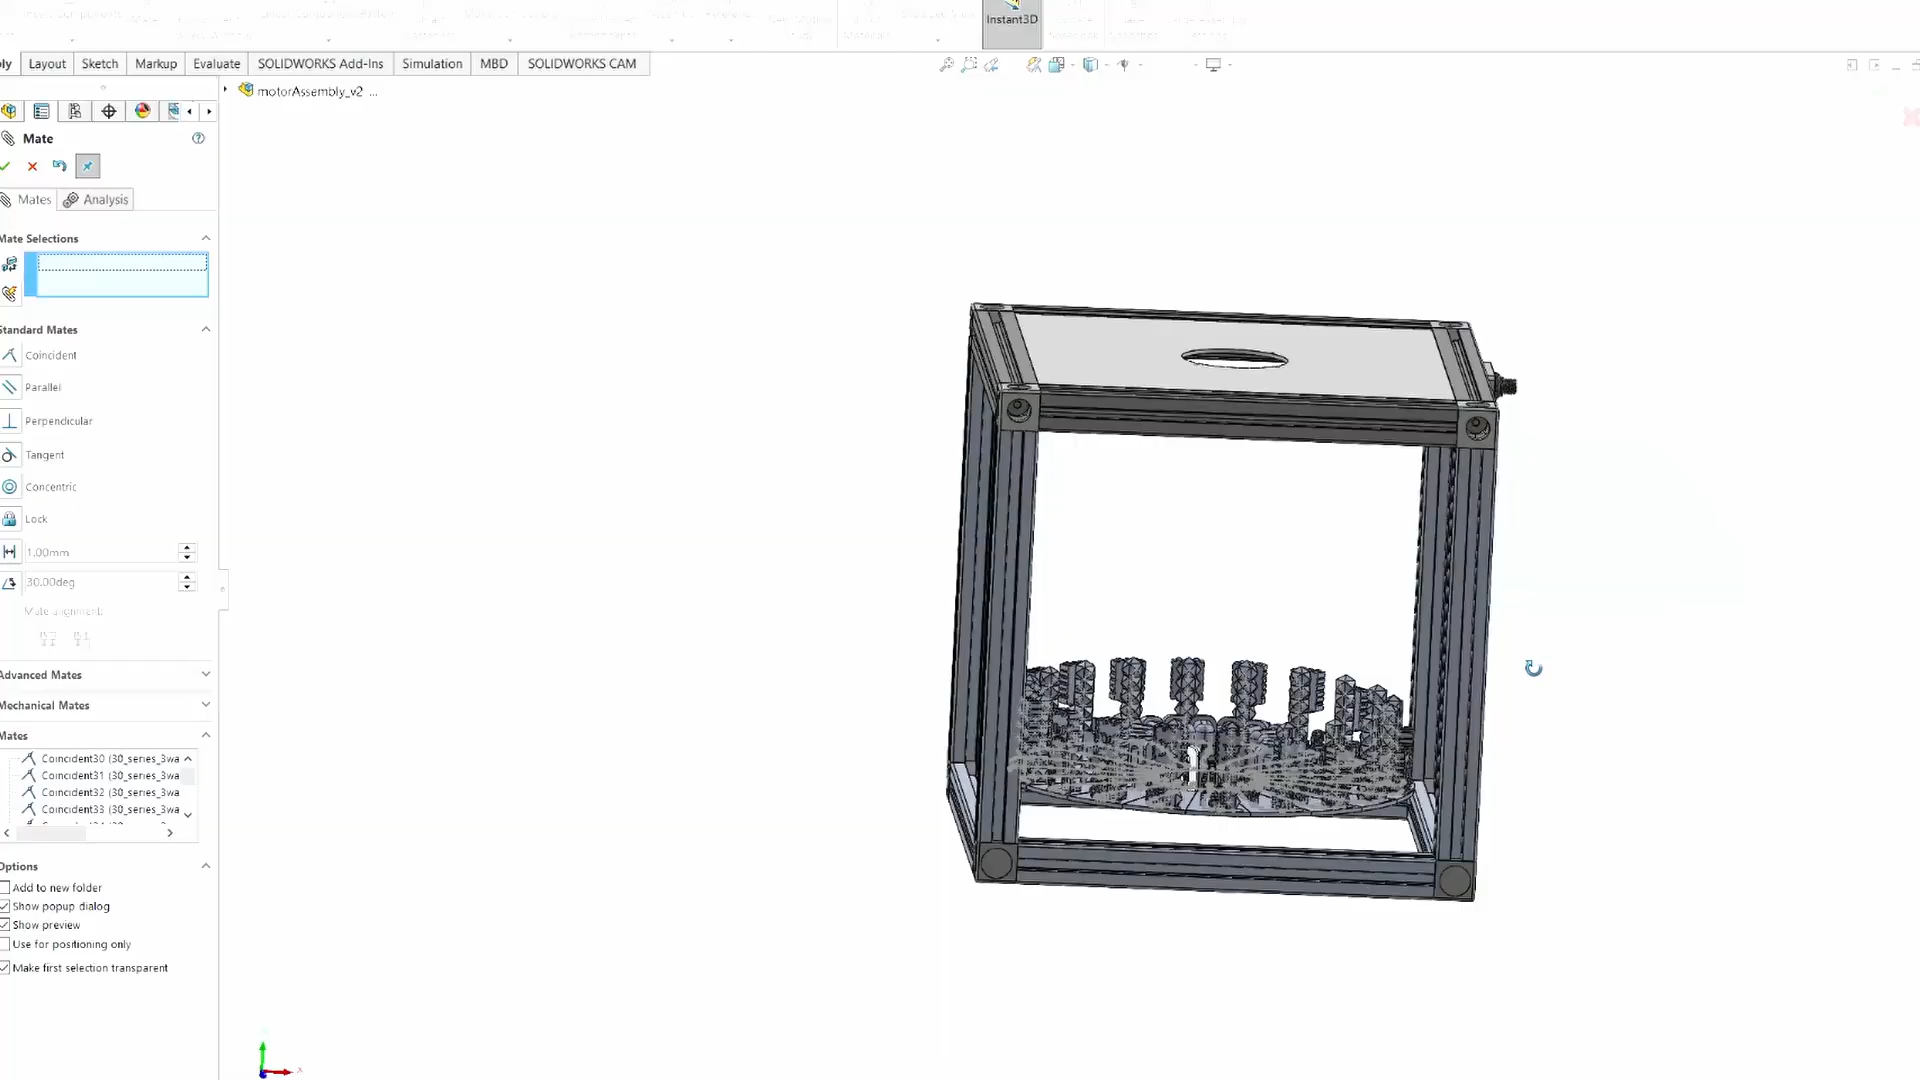 Instant3D
ly Layout Sketch Markup Evaluate SOLIDWORKS Add-Ins Simulation MBD SOLIDWORKS CAM
motorAssembly_v2 ...
Mate
Mates Analysis
Mate Selections
Standard Mates
Coincident
Parallel
Perpendicular
Tangent
Concentric
Lock
1.00mm
30.00deg
Mate alignment:
Advanced Mates
Mechanical Mates
Mates
Coincident30 (30_series_3wa
Coincident31 (30_series_3wa
Coincident32 (30_series_3wa
Coincident33 (30_series_3wa
Options
Add to new folder
Show popup dialog
Show preview
Use for positioning only
Make first selection transparent